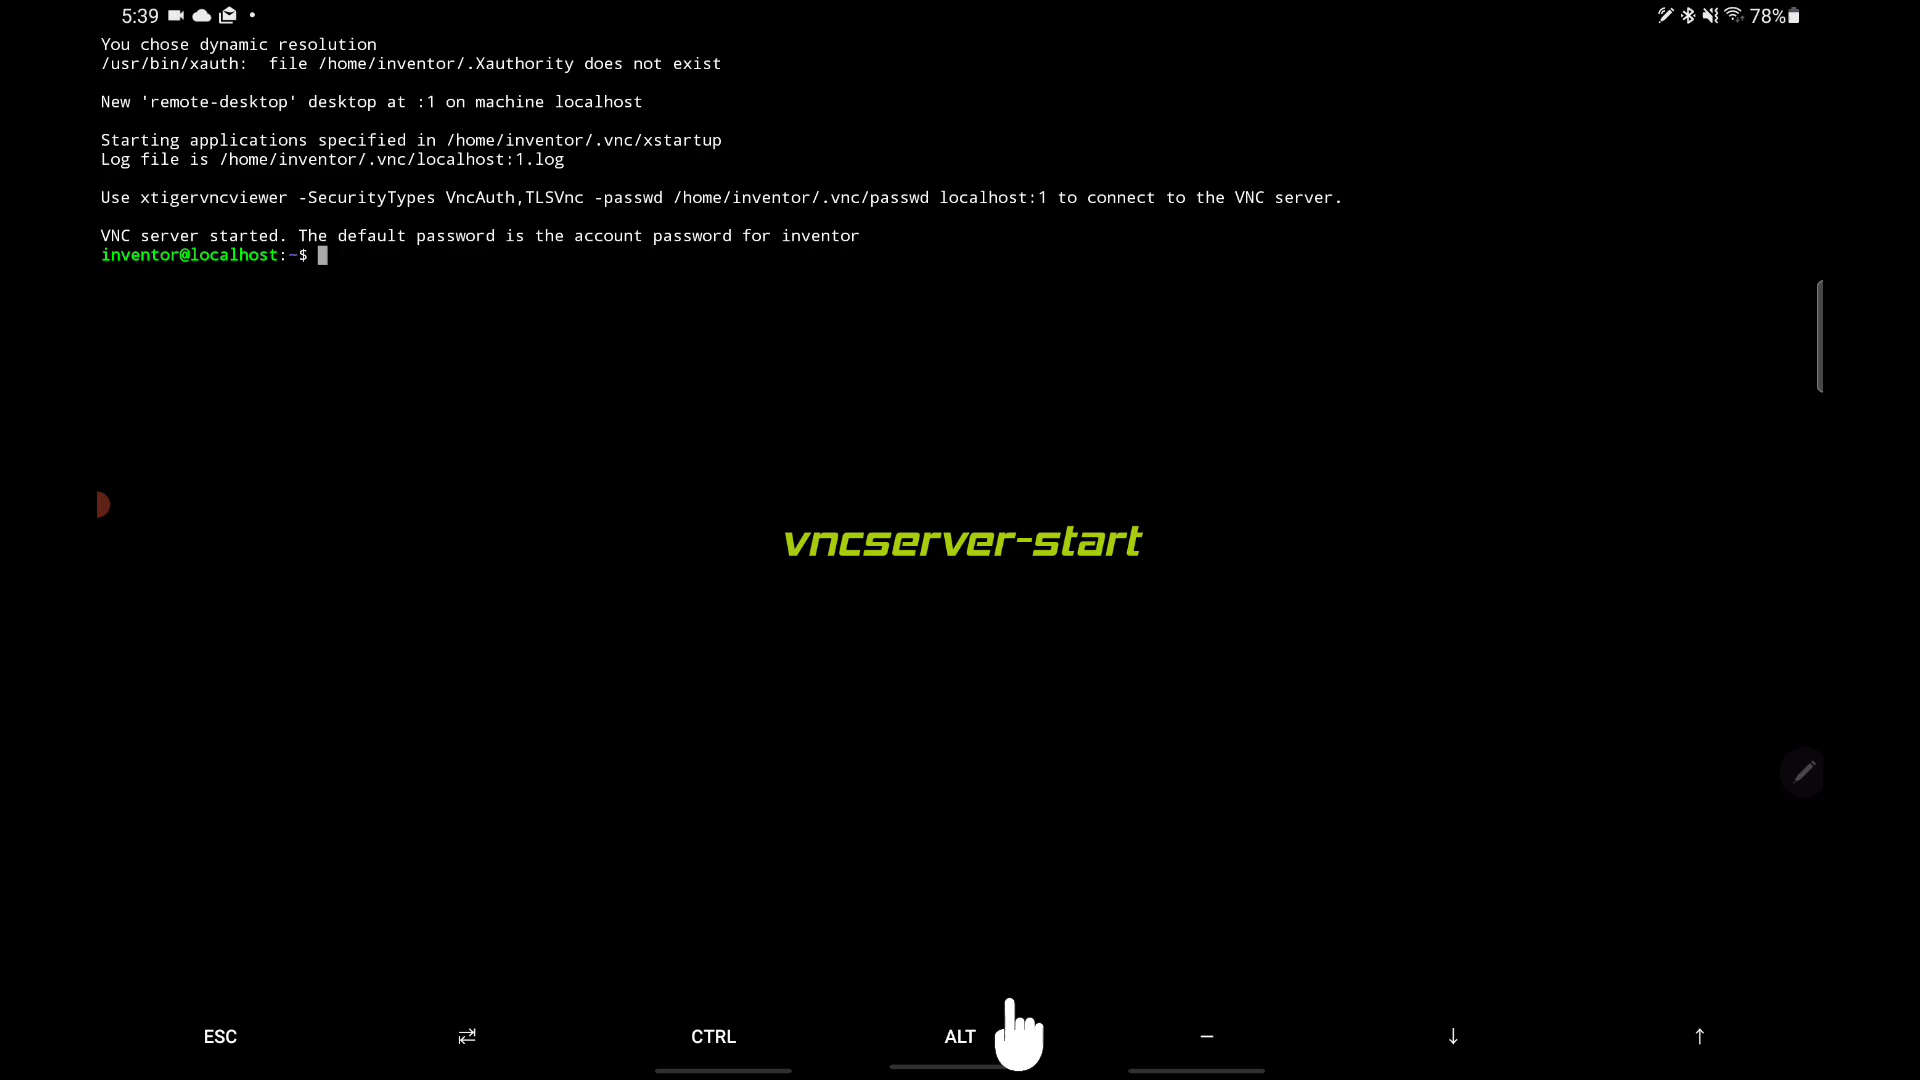 5:39
78%
You chose dynamic resolution
/usr/bin/xauth:  file /home/inventor/.Xauthority does not exist
New 'remote-desktop' desktop at :1 on machine localhost
Starting applications specified in /home/inventor/.vnc/xstartup
Log file is /home/inventor/.vnc/localhost:1.log
Use xtigervncviewer -SecurityTypes VncAuth,TLSVnc -passwd /home/inventor/.vnc/passwd localhost:1 to connect to the VNC server.
VNC server started. The default password is the account password for inventor
inventor@localhost:~$
vncserver-start
ESC ⇄ CTRL ALT — ↓ ↑